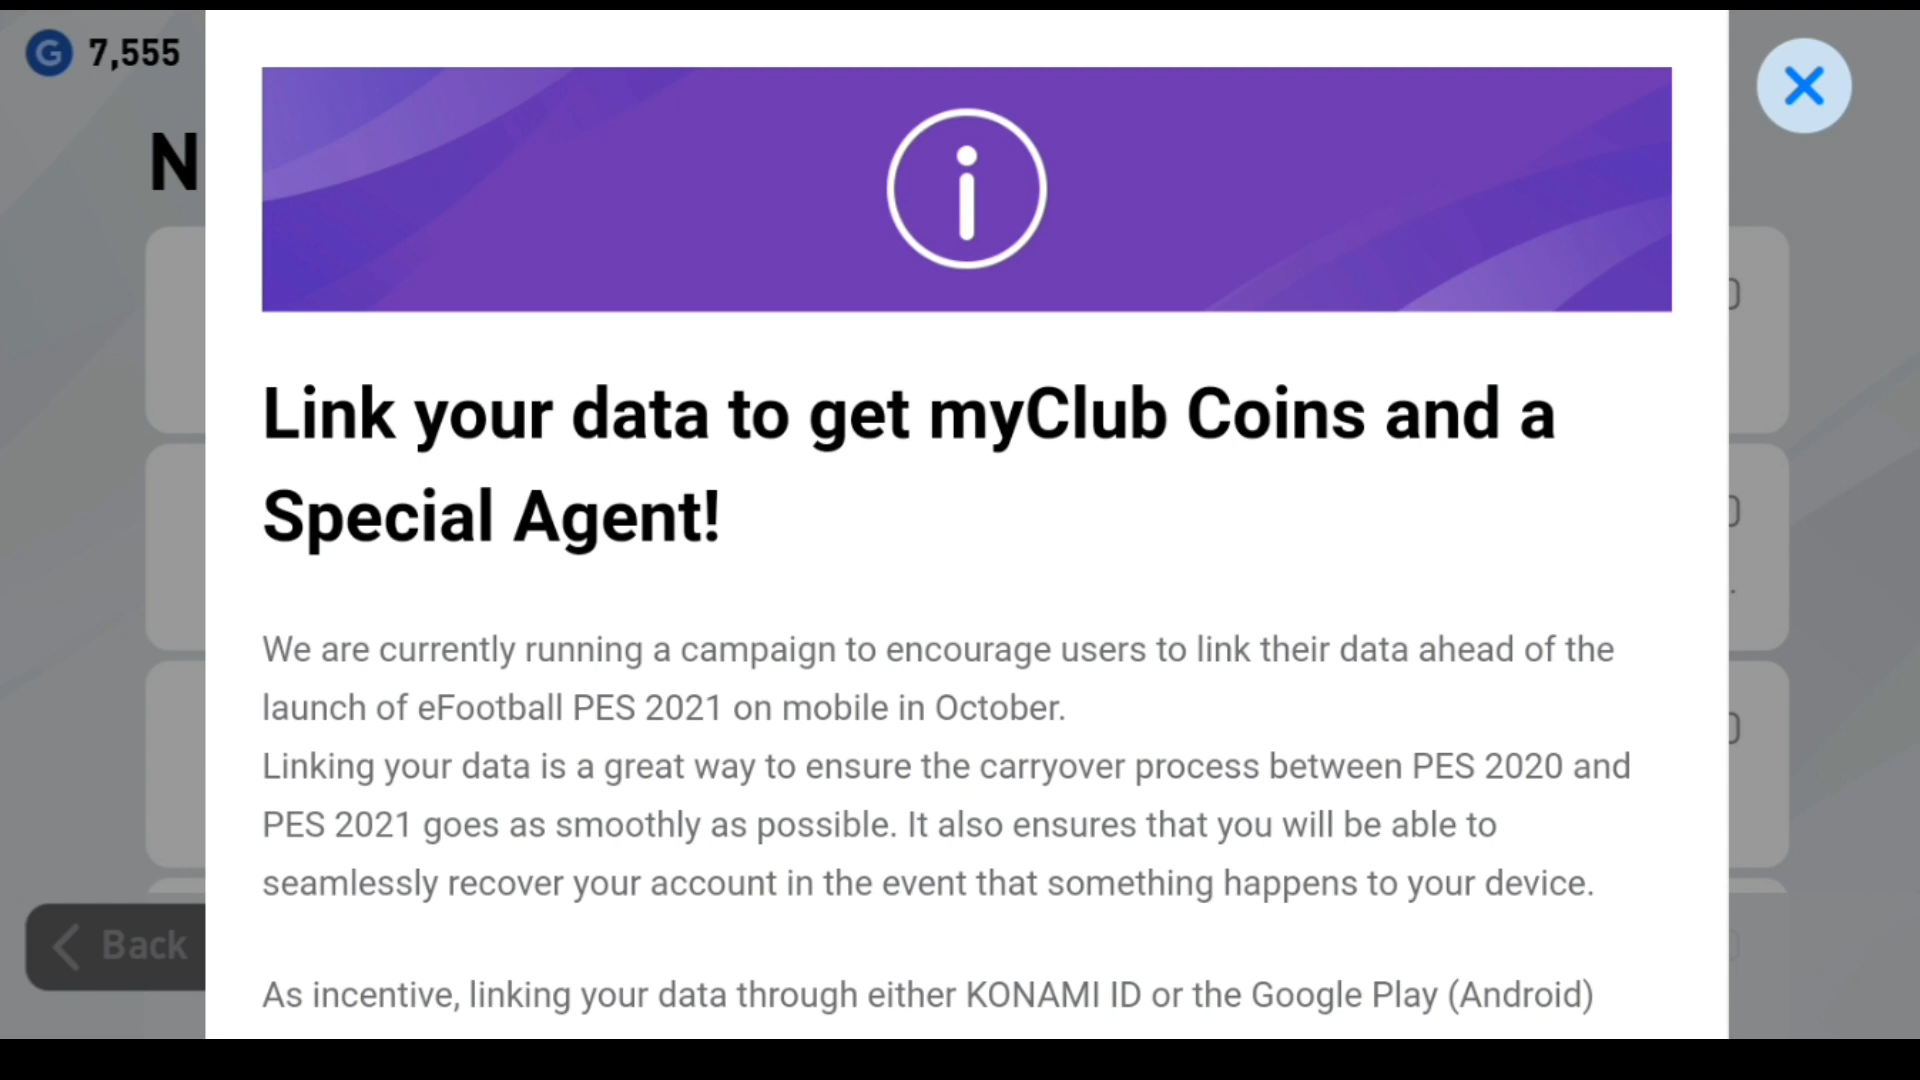 G 7,555
N
Link your data to get myClub Coins and a
Special Agent!
We are currently running a campaign to encourage users to link their data ahead of the
launch of eFootball PES 2021 on mobile in October.
Linking your data is a great way to ensure the carryover process between PES 2020 and
PES 2021 goes as smoothly as possible. It also ensures that you will be able to
seamlessly recover your account in the event that something happens to your device.
Back
As incentive, linking your data through either KONAMI ID or the Google Play (Android)